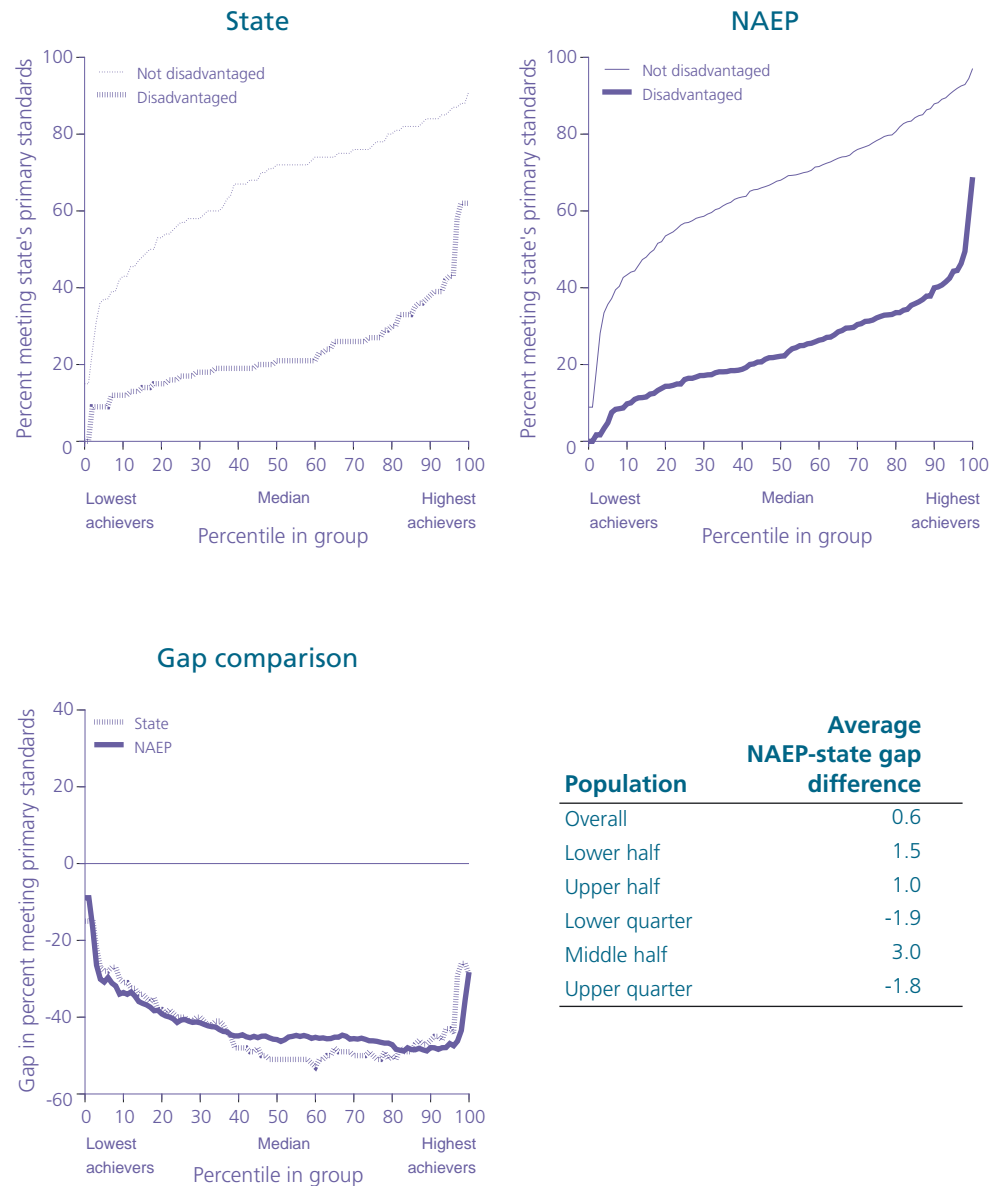 State
Percent meeting state's primary standards
100
80
60
40
20
0
Not disadvantaged
Disadvantaged
0 10 20 30 40 50 60 70 80 90 100
Lowest achievers
Median
Highest achievers
Percentile in group
NAEP
Percent meeting state's primary standards
100
80
60
40
20
0
Not disadvantaged
Disadvantaged
0 10 20 30 40 50 60 70 80 90 100
Lowest achievers
Median
Highest achievers
Percentile in group
Gap comparison
Gap in percent meeting primary standards
40
20
0
-20
-40
-60
State
NAEP
0 10 20 30 40 50 60 70 80 90 100
Lowest achievers
Median
Highest achievers
Percentile in group
Average
NAEP-state gap
Population difference
Overall 0.6
Lower half 1.5
Upper half 1.0
Lower quarter -1.9
Middle half 3.0
Upper quarter -1.8